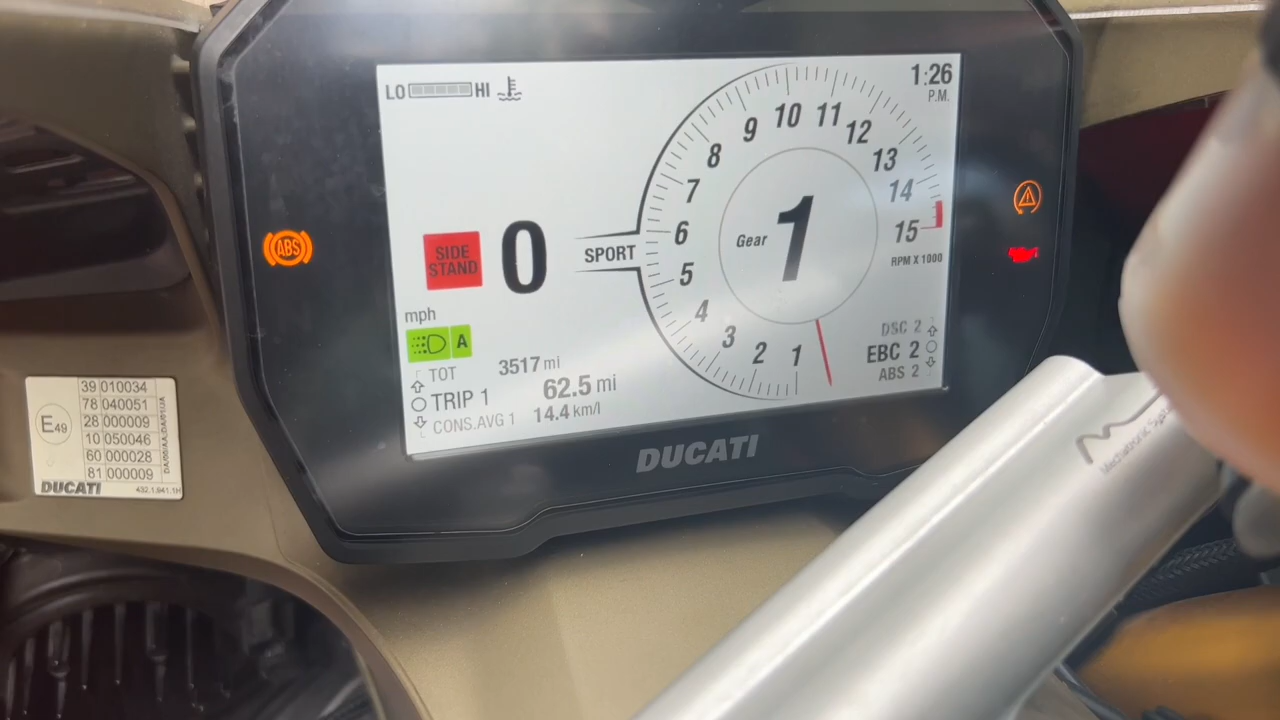 LO HI
1:26
P.M.
10 11
9 12
8 13
7 14
6 15
5
4
3
2 1
RPM X 1000
Gear 1
SPORT
ABS
SIDE
STAND
0
mph
A
TOT 3517 mi
TRIP 1 62.5 mi
CONS.AVG 1 14.4 km/l
DSC 2
EBC 2
ABS 2
DUCATI
E49
39 010034
78 040051
28 000009
10 050046
60 000028
81 000009
DUCATI 432.1.941.1H